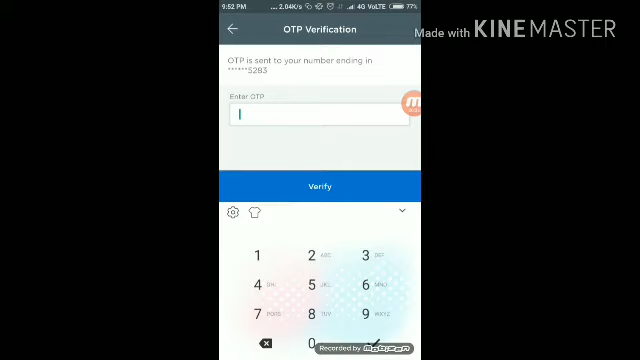 9:52 PM ... 2.04K/s 4G VoLTE 77%
OTP Verification
Made with KINEMASTER
OTP is sent to your number ending in
******5283
Enter OTP
Verify
1 2 ABC 3 DEF
4 GHI 5 JKL 6 MNO
7 PQRS 8 TUV 9 WXYZ
0
Recorded by mobizen